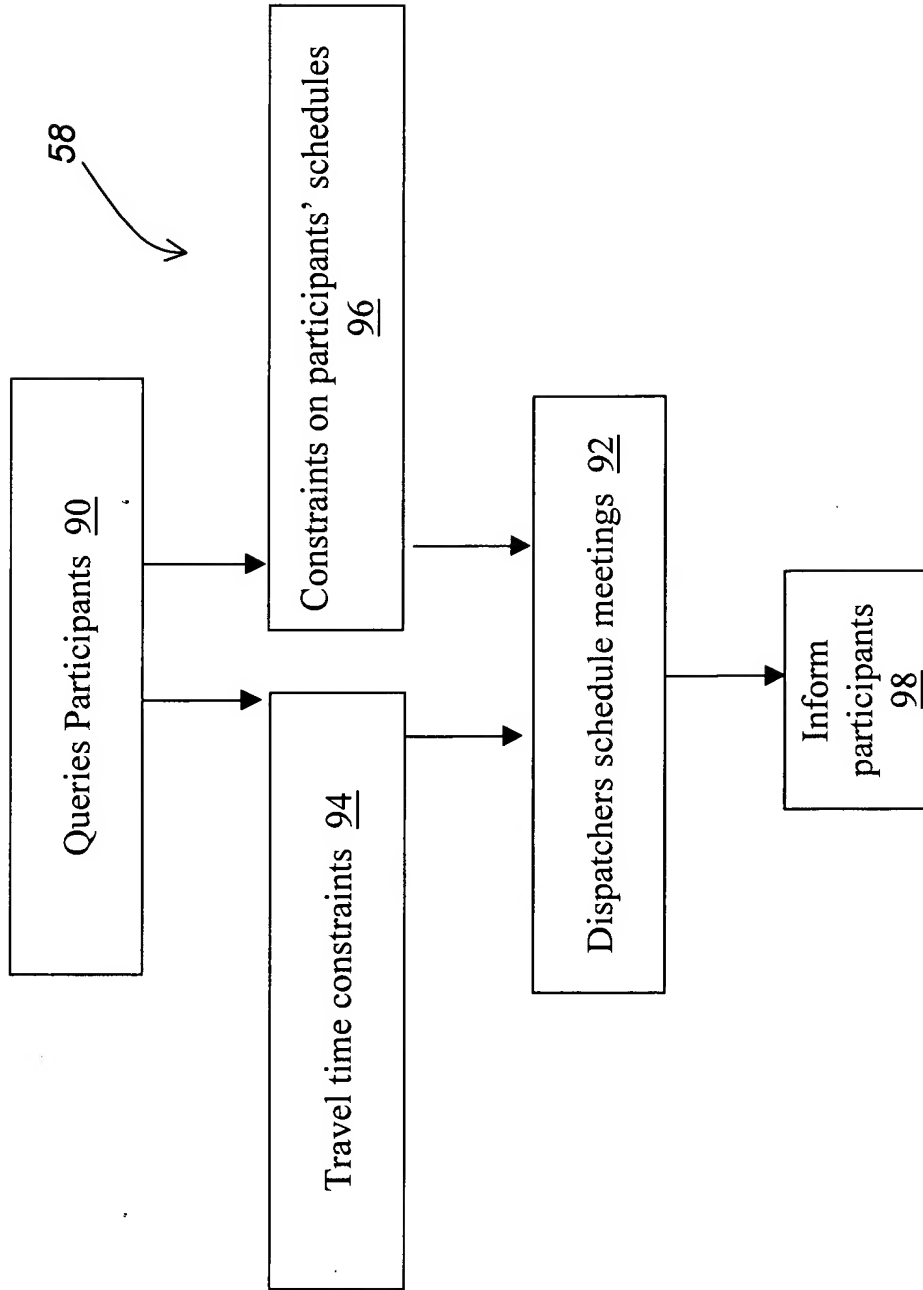 58
Queries Participants 90
Travel time constraints 94
Constraints on participants’ schedules
96
Dispatchers schedule meetings 92
Inform
participants
98